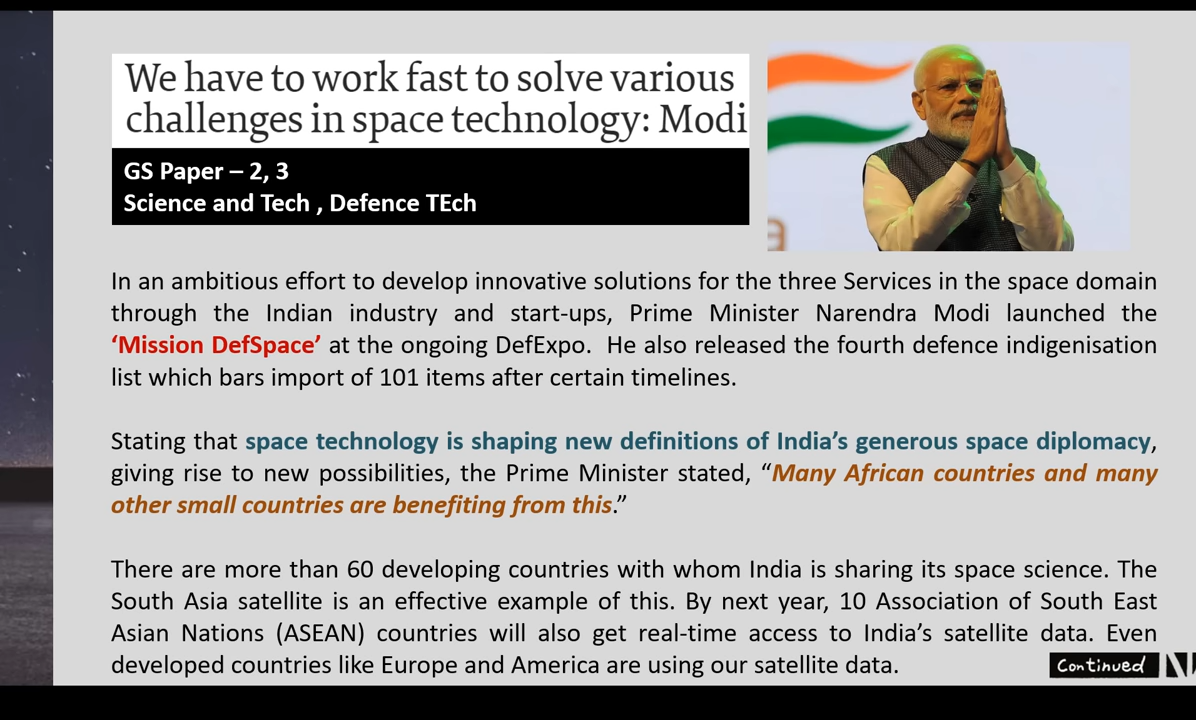 We have to work fast to solve various
challenges in space technology: Modi
GS Paper – 2, 3
Science and Tech , Defence TEch
In an ambitious effort to develop innovative solutions for the three Services in the space domain
through the Indian industry and start-ups, Prime Minister Narendra Modi launched the
‘Mission DefSpace’ at the ongoing DefExpo. He also released the fourth defence indigenisation
list which bars import of 101 items after certain timelines.
Stating that space technology is shaping new definitions of India’s generous space diplomacy,
giving rise to new possibilities, the Prime Minister stated, “Many African countries and many
other small countries are benefiting from this.”
There are more than 60 developing countries with whom India is sharing its space science. The
South Asia satellite is an effective example of this. By next year, 10 Association of South East
Asian Nations (ASEAN) countries will also get real-time access to India’s satellite data. Even
developed countries like Europe and America are using our satellite data.
Continued